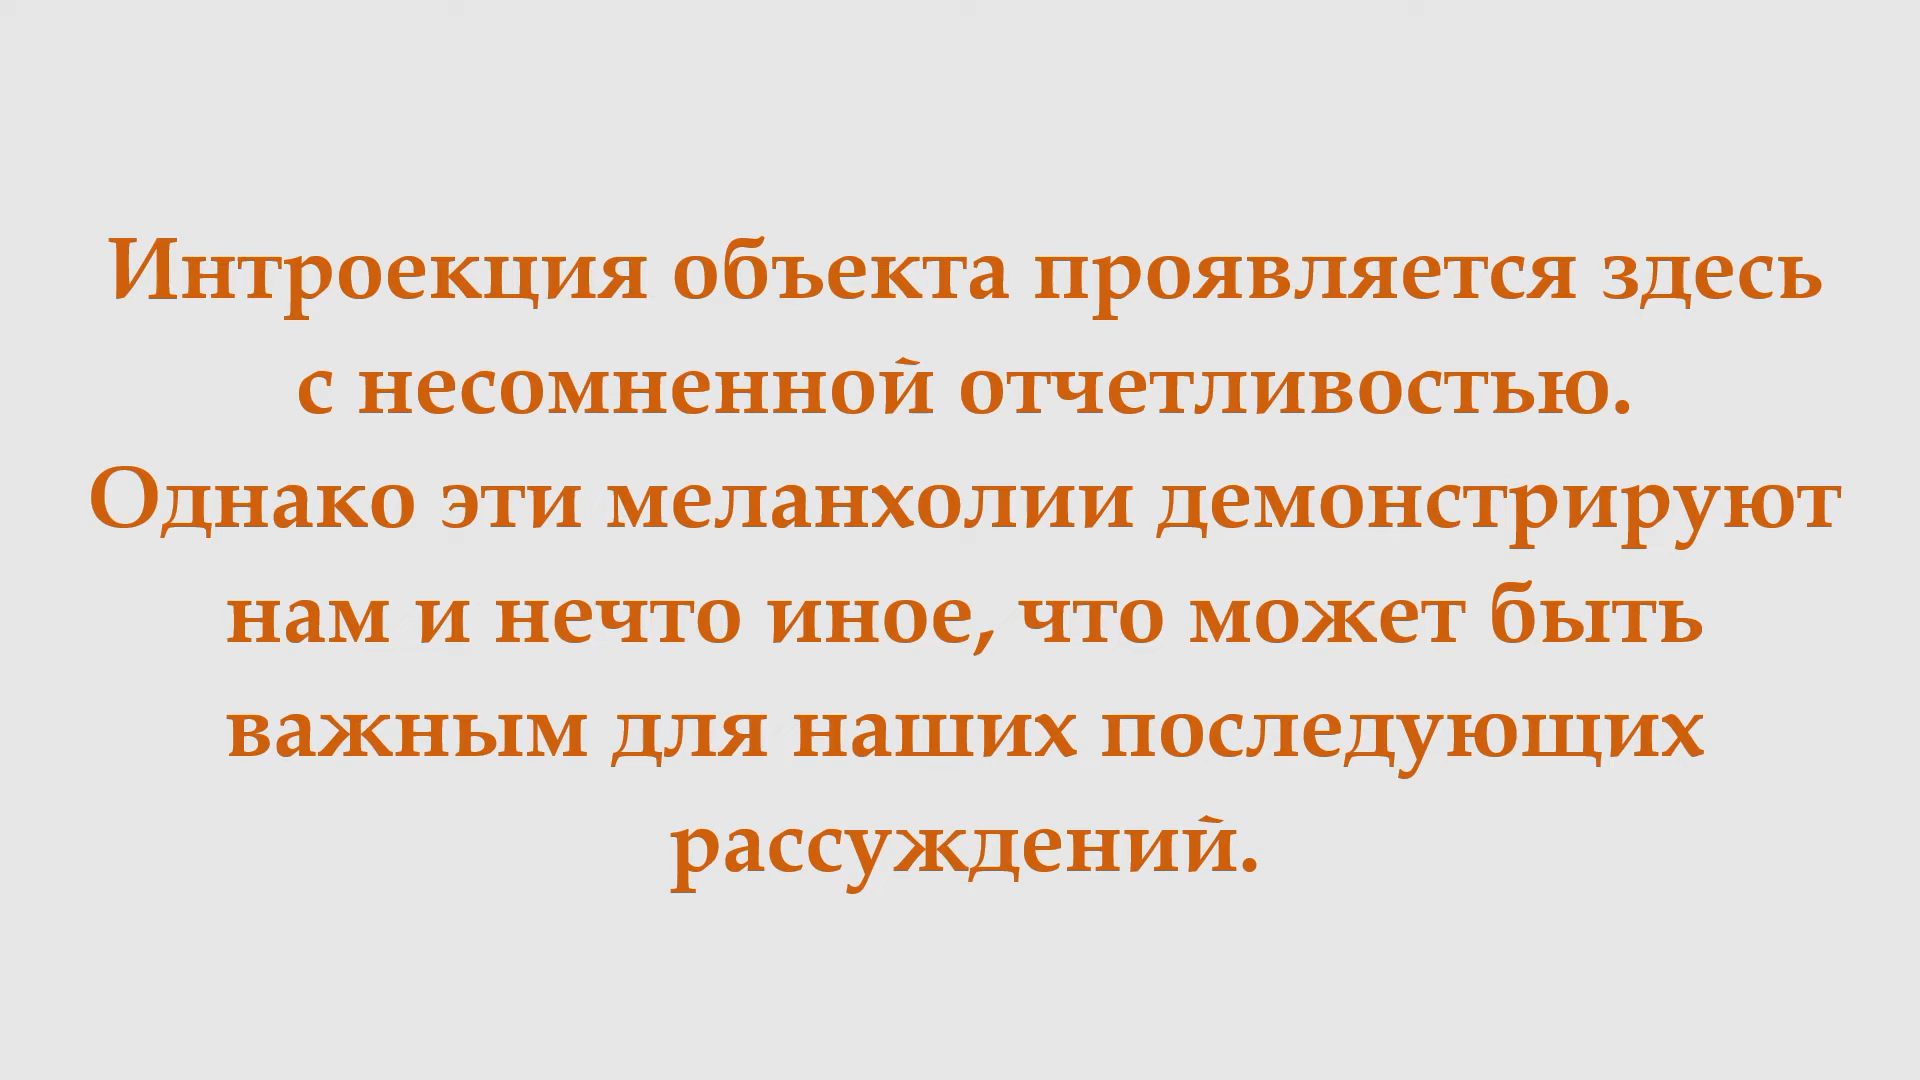 Интроекция объекта проявляется здесь
с несомненной отчетливостью.
Однако эти меланхолии демонстрируют
нам и нечто иное, что может быть
важным для наших последующих
рассуждений.